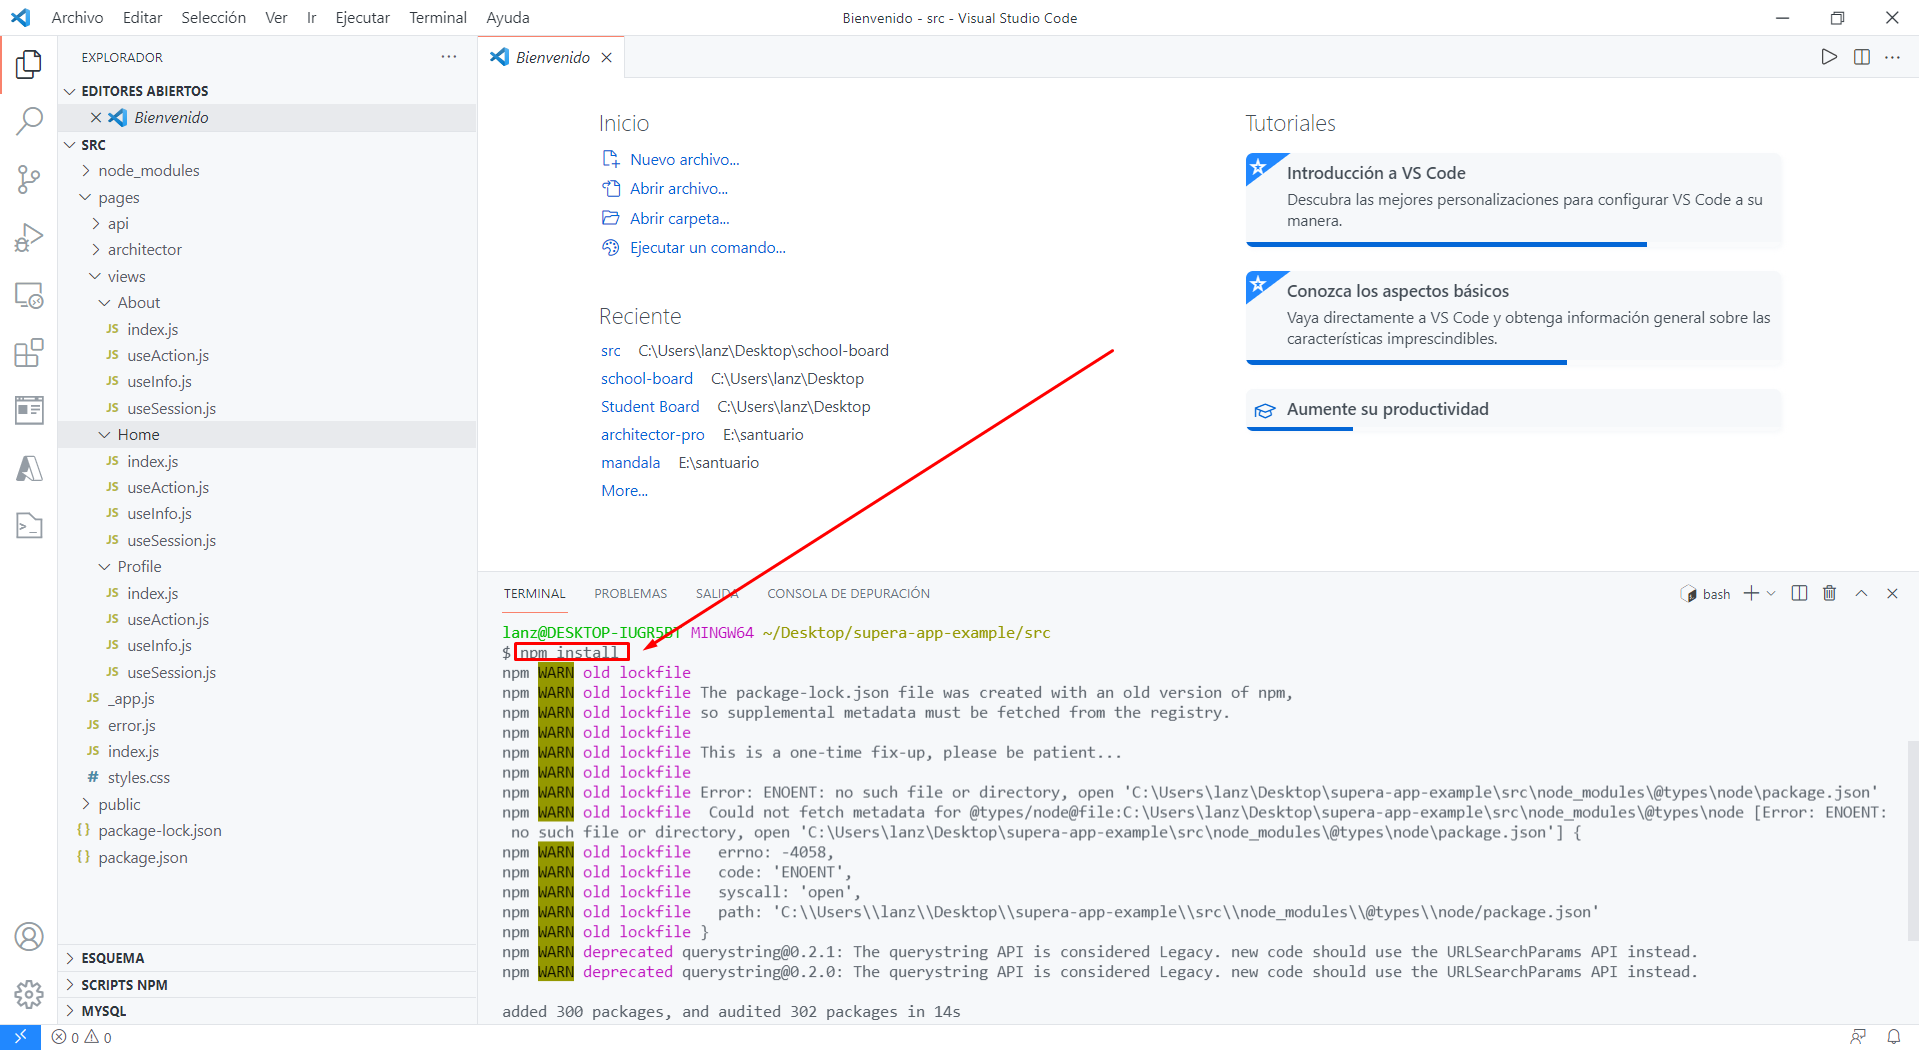 Archivo Editar Selección Ver Ir Ejecutar Terminal Ayuda
Bienvenido - src - Visual Studio Code
EXPLORADOR
EDITORES ABIERTOS
Bienvenido
SRC
node_modules
pages
api
architector
views
About
JS index.js
JS useAction.js
JS useInfo.js
JS useSession.js
Home
JS index.js
JS useAction.js
JS useInfo.js
JS useSession.js
Profile
JS index.js
JS useAction.js
JS useInfo.js
JS useSession.js
JS _app.js
JS error.js
JS index.js
# styles.css
public
{} package-lock.json
{} package.json
ESQUEMA
SCRIPTS NPM
MYSQL
0 0
Bienvenido
Inicio
Nuevo archivo...
Abrir archivo...
Abrir carpeta...
Ejecutar un comando...
Reciente
src C:\Users\lanz\Desktop\school-board
school-board C:\Users\lanz\Desktop
Student Board C:\Users\lanz\Desktop
architector-pro E:\santuario
mandala E:\santuario
More...
Tutoriales
Introducción a VS Code
Descubra las mejores personalizaciones para configurar VS Code a su
manera.
Conozca los aspectos básicos
Vaya directamente a VS Code y obtenga información general sobre las
características imprescindibles.
Aumente su productividad
TERMINAL PROBLEMAS SALIDA CONSOLA DE DEPURACIÓN
bash
lanz@DESKTOP-IUGR5BT MINGW64 ~/Desktop/supera-app-example/src
$ npm install
npm WARN old lockfile
npm WARN old lockfile The package-lock.json file was created with an old version of npm,
npm WARN old lockfile so supplemental metadata must be fetched from the registry.
npm WARN old lockfile
npm WARN old lockfile This is a one-time fix-up, please be patient...
npm WARN old lockfile
npm WARN old lockfile Error: ENOENT: no such file or directory, open 'C:\Users\lanz\Desktop\supera-app-example\src\node_modules\@types\node\package.json'
npm WARN old lockfile  Could not fetch metadata for @types/node@file:C:\Users\lanz\Desktop\supera-app-example\src\node_modules\@types\node [Error: ENOENT:
no such file or directory, open 'C:\Users\lanz\Desktop\supera-app-example\src\node_modules\@types\node\package.json'] {
npm WARN old lockfile   errno: -4058,
npm WARN old lockfile   code: 'ENOENT',
npm WARN old lockfile   syscall: 'open',
npm WARN old lockfile   path: 'C:\\Users\\lanz\\Desktop\\supera-app-example\\src\\node_modules\\@types\\node/package.json'
npm WARN old lockfile }
npm WARN deprecated querystring@0.2.1: The querystring API is considered Legacy. new code should use the URLSearchParams API instead.
npm WARN deprecated querystring@0.2.0: The querystring API is considered Legacy. new code should use the URLSearchParams API instead.
added 300 packages, and audited 302 packages in 14s